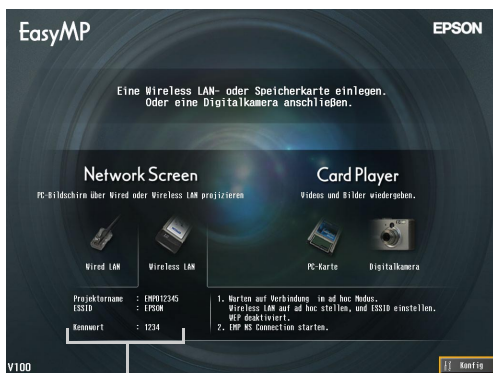 EasyMP
EPSON
Eine Wireless LAN- oder Speicherkarte einlegen.
Oder eine Digitalkamera anschließen.
Network Screen
PC-Bildschirm über Wired oder Wireless LAN projizieren
Wired LAN
Wireless LAN
Card Player
Videos und Bilder wiedergeben.
PC-Karte
Digitalkamera
Projektorname : EMP012345
ESSID : EPSON
Kennwort : 1234
1. Warten auf Verbindung in ad hoc Modus.
Wireless LAN auf ad hoc stellen, und ESSID einstellen.
WEP deaktiviert.
2. EMP NS Connection starten.
V100
Konfig